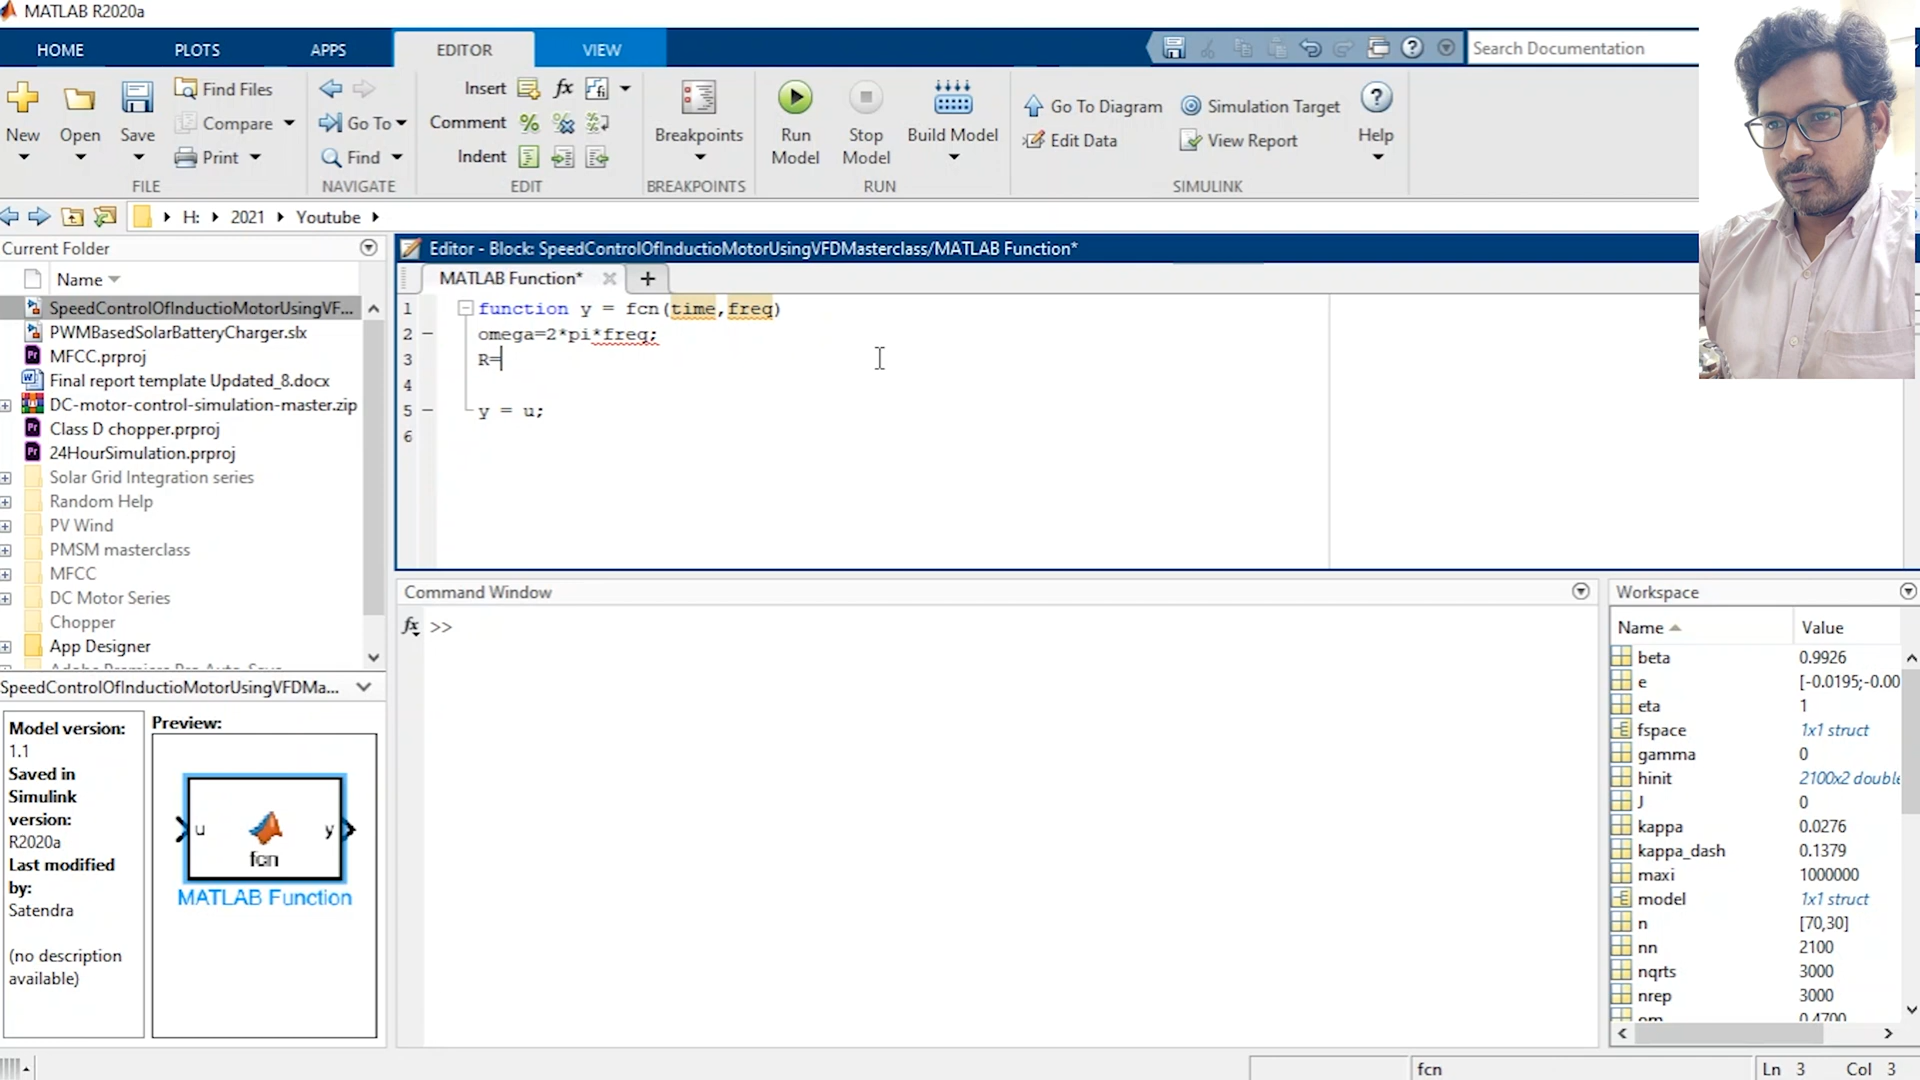 MATLAB R2020a
HOME
PLOTS
APPS
EDITOR
VIEW
Search Documentation
New
Open
Save
Find Files
Compare
Print
FILE
Go To
Find
NAVIGATE
Insert
fx
Comment
Indent
EDIT
Breakpoints
BREAKPOINTS
Run Model
Stop Model
Build Model
RUN
Go To Diagram
Edit Data
Simulation Target
View Report
SIMULINK
Help
H:
2021
Youtube
Current Folder
Name
SpeedControlOfInductioMotorUsingVF...
PWMBasedSolarBatteryCharger.slx
MFCC.prproj
Final report template Updated_8.docx
DC-motor-control-simulation-master.zip
Class D chopper.prproj
24HourSimulation.prproj
Solar Grid Integration series
Random Help
PV Wind
PMSM masterclass
MFCC
DC Motor Series
Chopper
App Designer
SpeedControlOfInductioMotorUsingVFDMa...
Model version:
1.1
Saved in
Simulink
version:
R2020a
Last modified
by:
Satendra
(no description
available)
Preview:
u
y
fcn
MATLAB Function
Editor - Block: SpeedControlOfInductioMotorUsingVFDMasterclass/MATLAB Function*
MATLAB Function*
1 function y = fcn(time,freq)
2 omega=2*pi*freq;
3 R=
4
5 y = u;
6
Command Window
fx >>
Workspace
Name Value
beta 0.9926
e [-0.0195;-0.00
eta 1
fspace 1x1 struct
gamma 0
hinit 2100x2 double
J 0
kappa 0.0276
kappa_dash 0.1379
maxi 1000000
model 1x1 struct
n [70,30]
nn 2100
nqrts 3000
nrep 3000
om 0.4700
fcn
Ln 3 Col 3